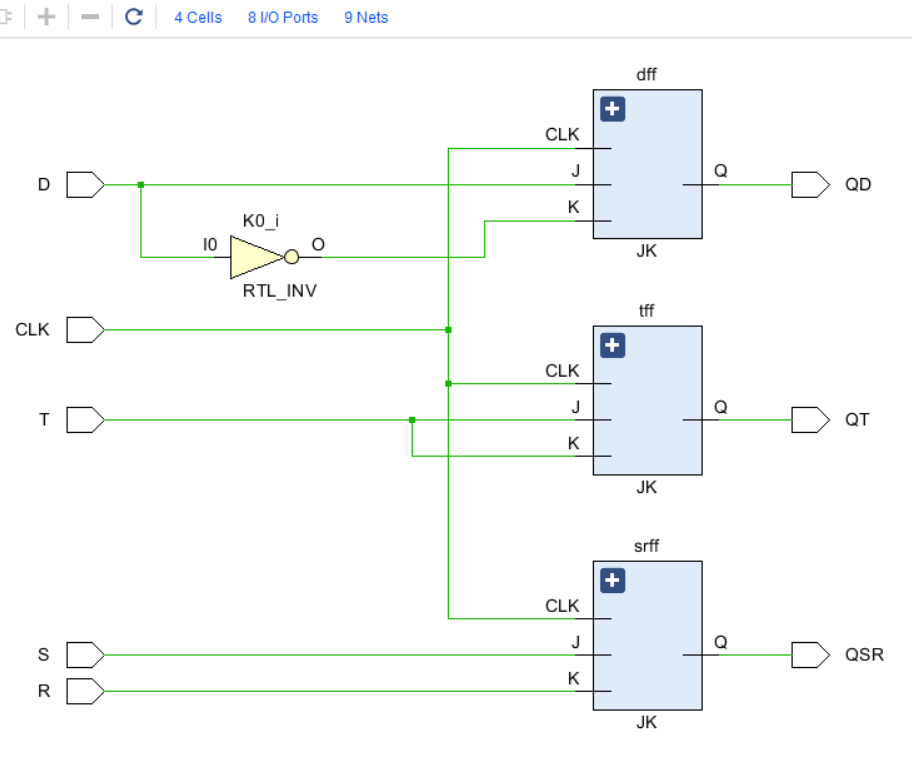 4 Cells 8 I/O Ports 9 Nets
dff
CLK
J
Q
D
QD
K
K0_i
I0
O
JK
RTL_INV
tff
CLK
CLK
J
Q
T
QT
K
JK
srff
CLK
J
Q
S
QSR
K
R
JK